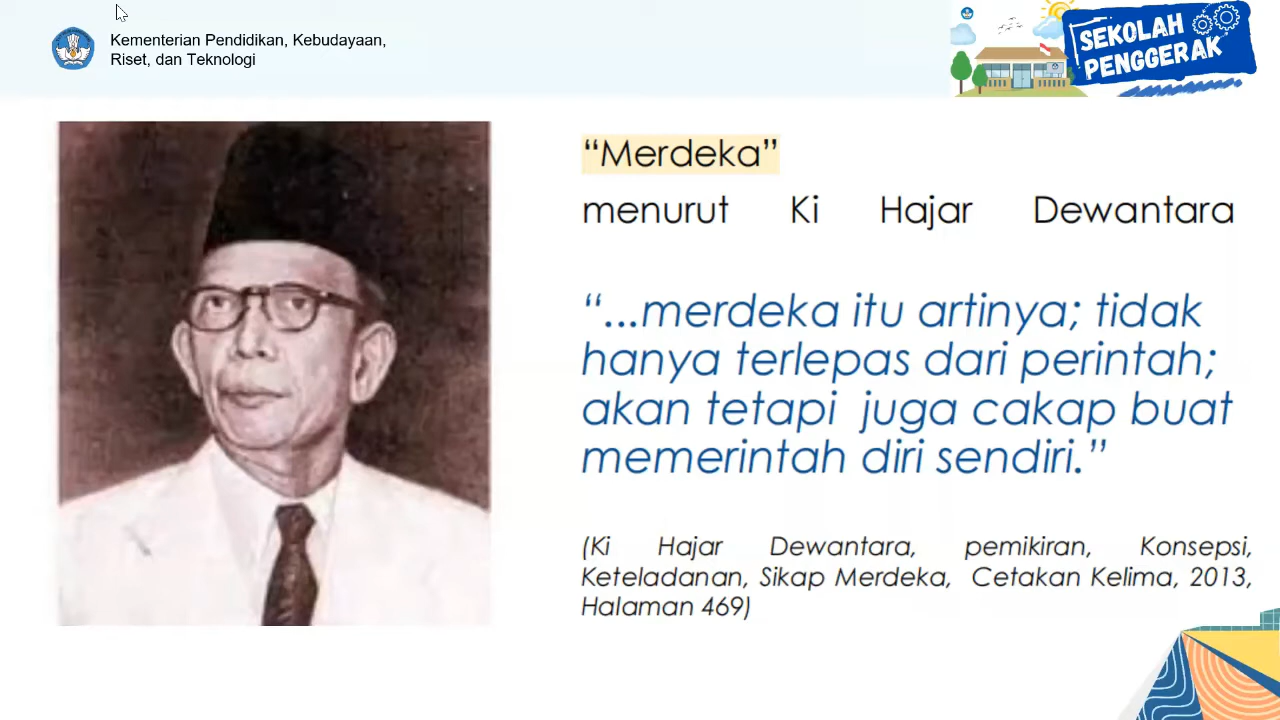 Kementerian Pendidikan, Kebudayaan,
Riset, dan Teknologi
SEKOLAH
PENGGERAK
“Merdeka”
menurut Ki Hajar Dewantara
“...merdeka itu artinya; tidak
hanya terlepas dari perintah;
akan tetapi juga cakap buat
memerintah diri sendiri.”
(Ki Hajar Dewantara, pemikiran, Konsepsi,
Keteladanan, Sikap Merdeka, Cetakan Kelima, 2013,
Halaman 469)